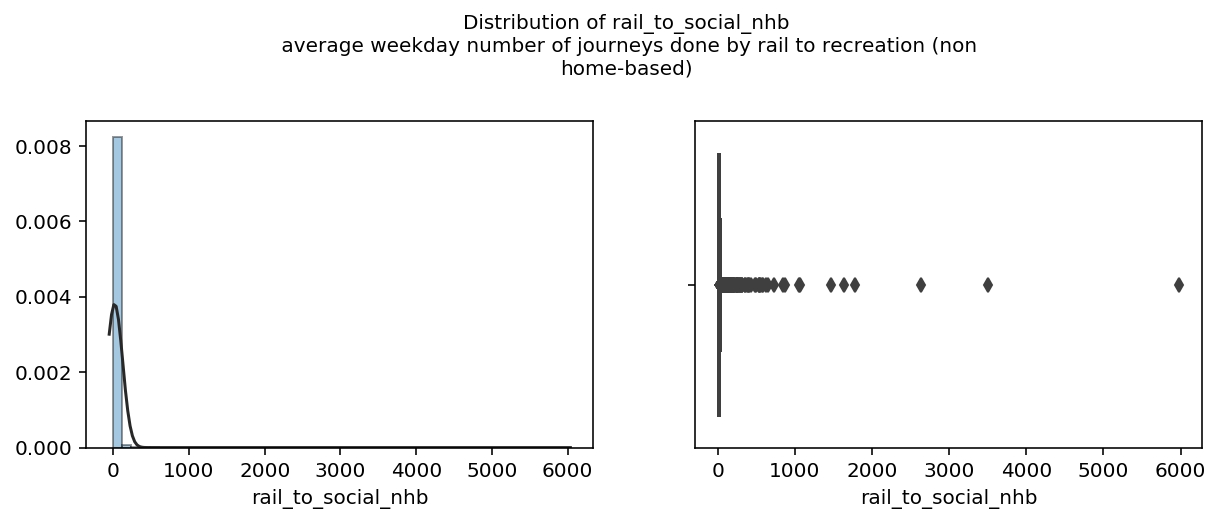 Distribution of rail_to_social_nhb
average weekday number of journeys done by rail to recreation (non
home-based)
0.008
0.006
0.004
0.002
0.000
0 1000 2000 3000 4000 5000 6000
rail_to_social_nhb
0 1000 2000 3000 4000 5000 6000
rail_to_social_nhb